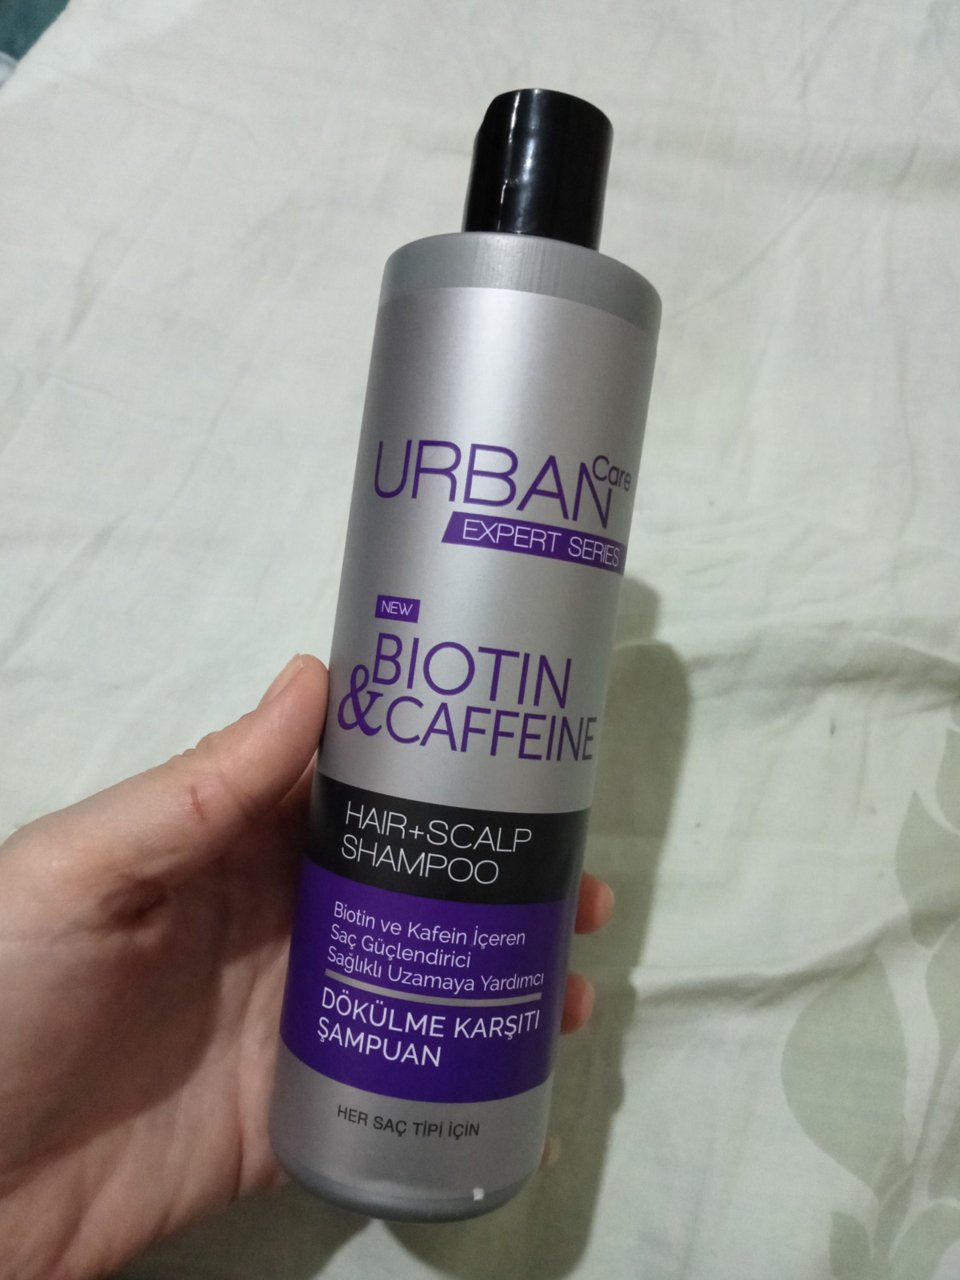 URBAN Care
EXPERT SERIES
NEW
BIOTIN
& CAFFEINE
HAIR+SCALP
SHAMPOO
Biotin ve Kafein İçeren
Saç Güçlendirici
Sağlıklı Uzamaya Yardımcı
DÖKÜLME KARŞITI
ŞAMPUAN
HER SAÇ TİPİ İÇİN